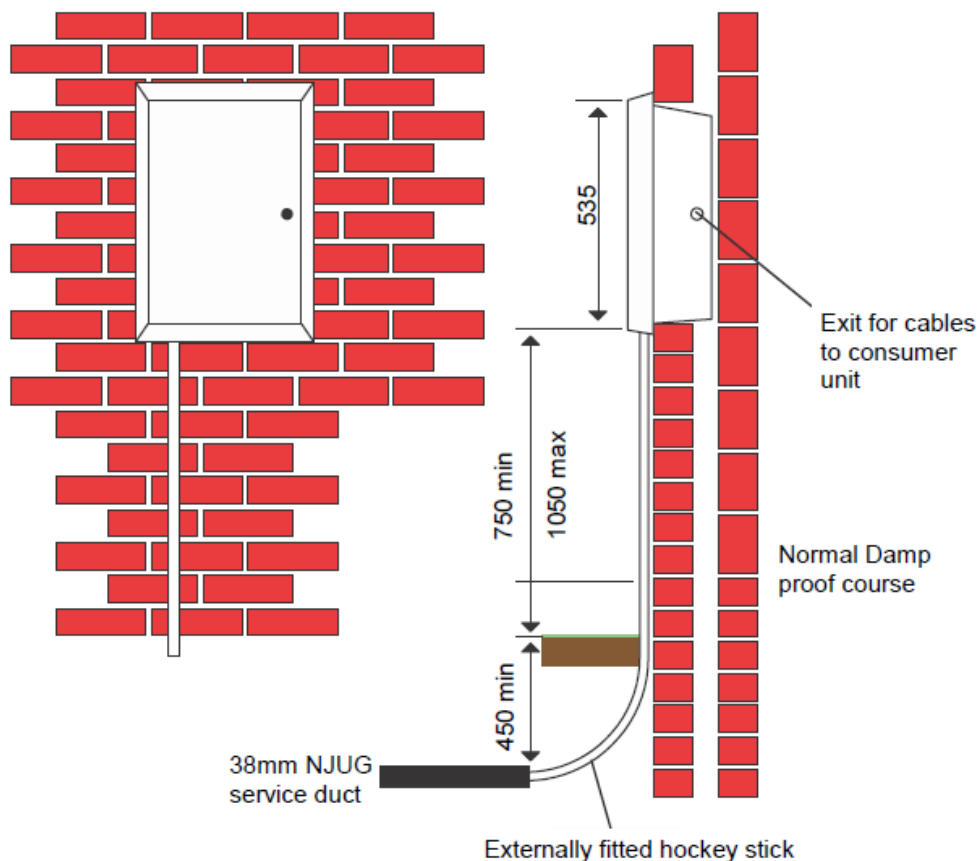 535
Exit for cables
to consumer
unit
750 min
1050 max
Normal Damp
proof course
450 min
38mm NJUG
service duct
Externally fitted hockey stick